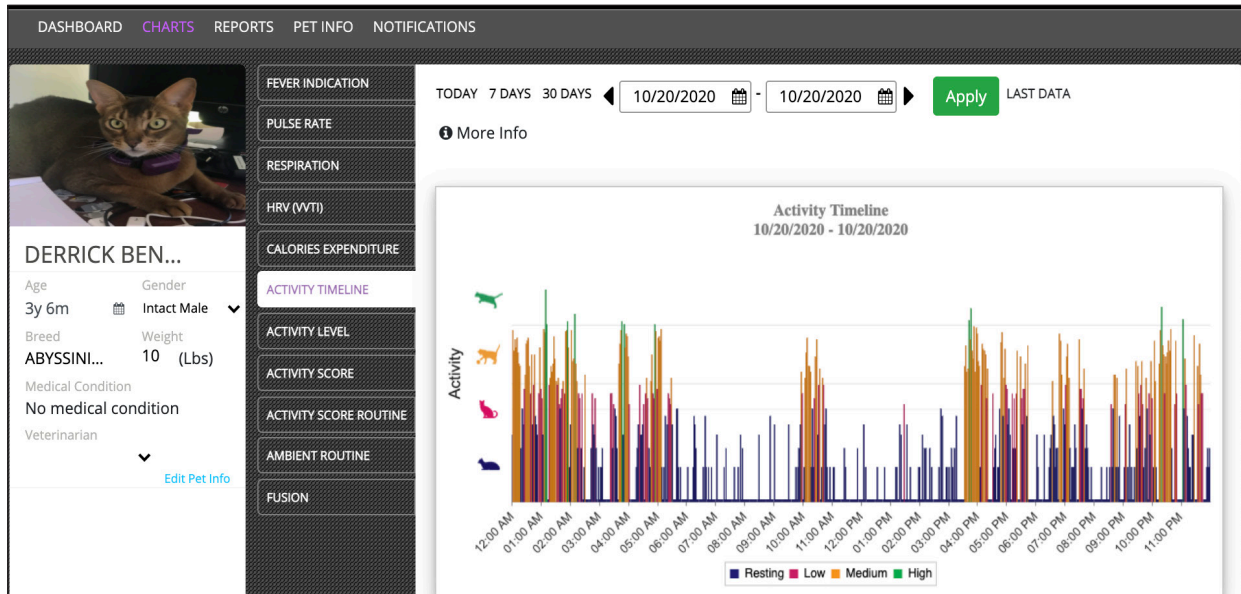 DASHBOARD CHARTS REPORTS PET INFO NOTIFICATIONS
DERRICK BEN...
Age Gender
3y 6m Intact Male
Breed Weight
ABYSSINI... 10 (Lbs)
Medical Condition
No medical condition
Veterinarian
Edit Pet Info
FEVER INDICATION
PULSE RATE
RESPIRATION
HRV (VVTI)
CALORIES EXPENDITURE
ACTIVITY TIMELINE
ACTIVITY LEVEL
ACTIVITY SCORE
ACTIVITY SCORE ROUTINE
AMBIENT ROUTINE
FUSION
TODAY 7 DAYS 30 DAYS 10/20/2020 - 10/20/2020 Apply LAST DATA
More Info
Activity Timeline
10/20/2020 - 10/20/2020
Activity
12:00 AM 01:00 AM 02:00 AM 03:00 AM 04:00 AM 05:00 AM 06:00 AM 07:00 AM 08:00 AM 09:00 AM 10:00 AM 11:00 AM 12:00 PM 01:00 PM 02:00 PM 03:00 PM 04:00 PM 05:00 PM 06:00 PM 07:00 PM 08:00 PM 09:00 PM 10:00 PM 11:00 PM
Resting Low Medium High